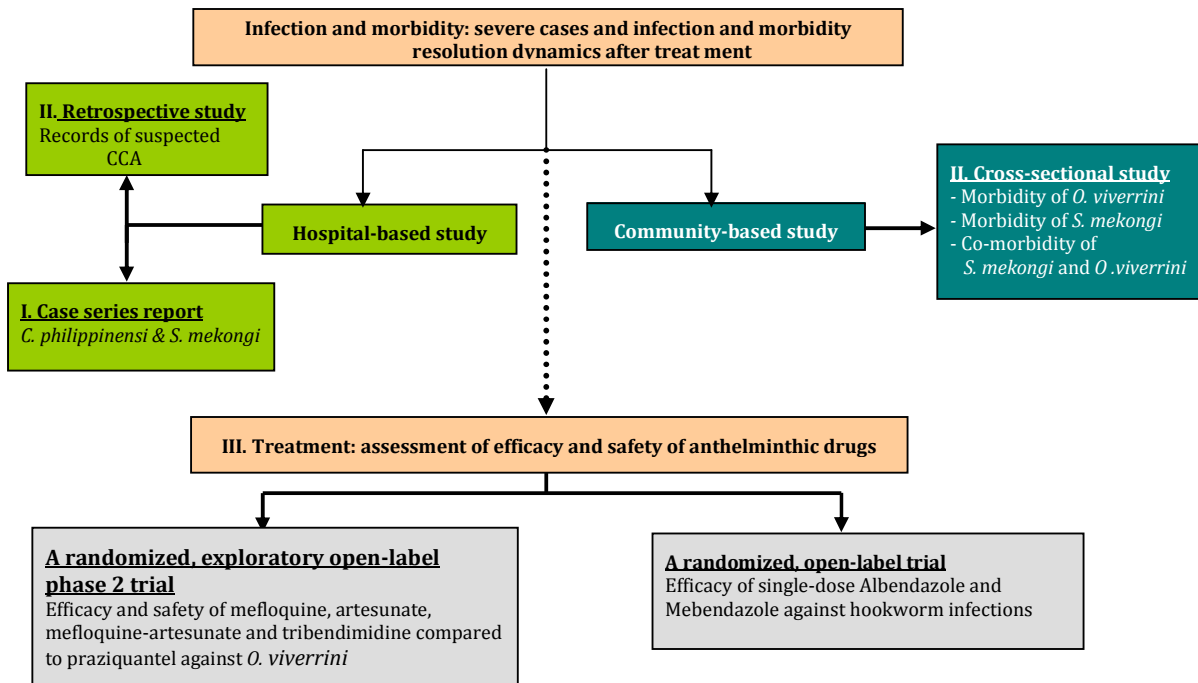 Infection and morbidity: severe cases and infection and morbidity
resolution dynamics after treat ment
II. Retrospective study
Records of suspected
CCA
Hospital-based study
I. Case series report
C. philippinensi & S. mekongi
Community-based study
II. Cross-sectional study
- Morbidity of O. viverrini
- Morbidity of S. mekongi
- Co-morbidity of
S. mekongi and O .viverrini
III. Treatment: assessment of efficacy and safety of anthelminthic drugs
A randomized, exploratory open-label
phase 2 trial
Efficacy and safety of mefloquine, artesunate,
mefloquine-artesunate and tribendimidine compared
to praziquantel against O. viverrini
A randomized, open-label trial
Efficacy of single-dose Albendazole and
Mebendazole against hookworm infections